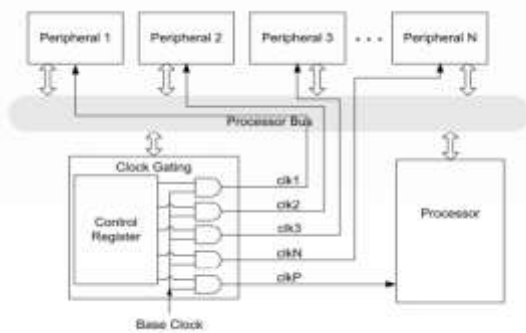 Peripheral 1
Peripheral 2
Peripheral 3
• • •
Peripheral N
Processor Bus
Clock Gating
Control
Register
clk1
clk2
clk3
clkN
clkP
Processor
Base Clock